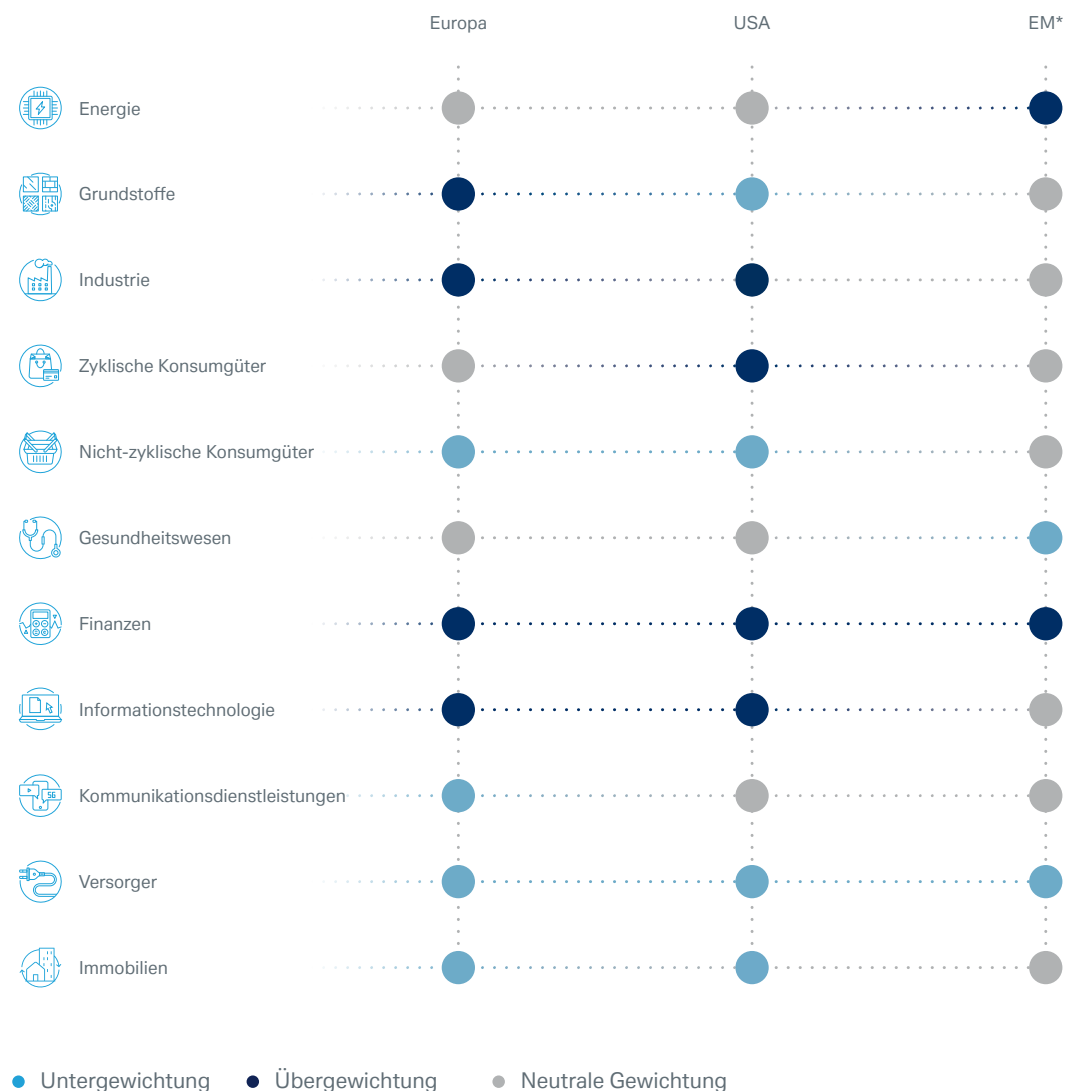 Europa USA EM*
Energie
Grundstoffe
Industrie
Zyklische Konsumgüter
Nicht-zyklische Konsumgüter
Gesundheitswesen
Finanzen
Informationstechnologie
5G
Kommunikationsdienstleistungen
Versorger
Immobilien
Untergewichtung Übergewichtung Neutrale Gewichtung